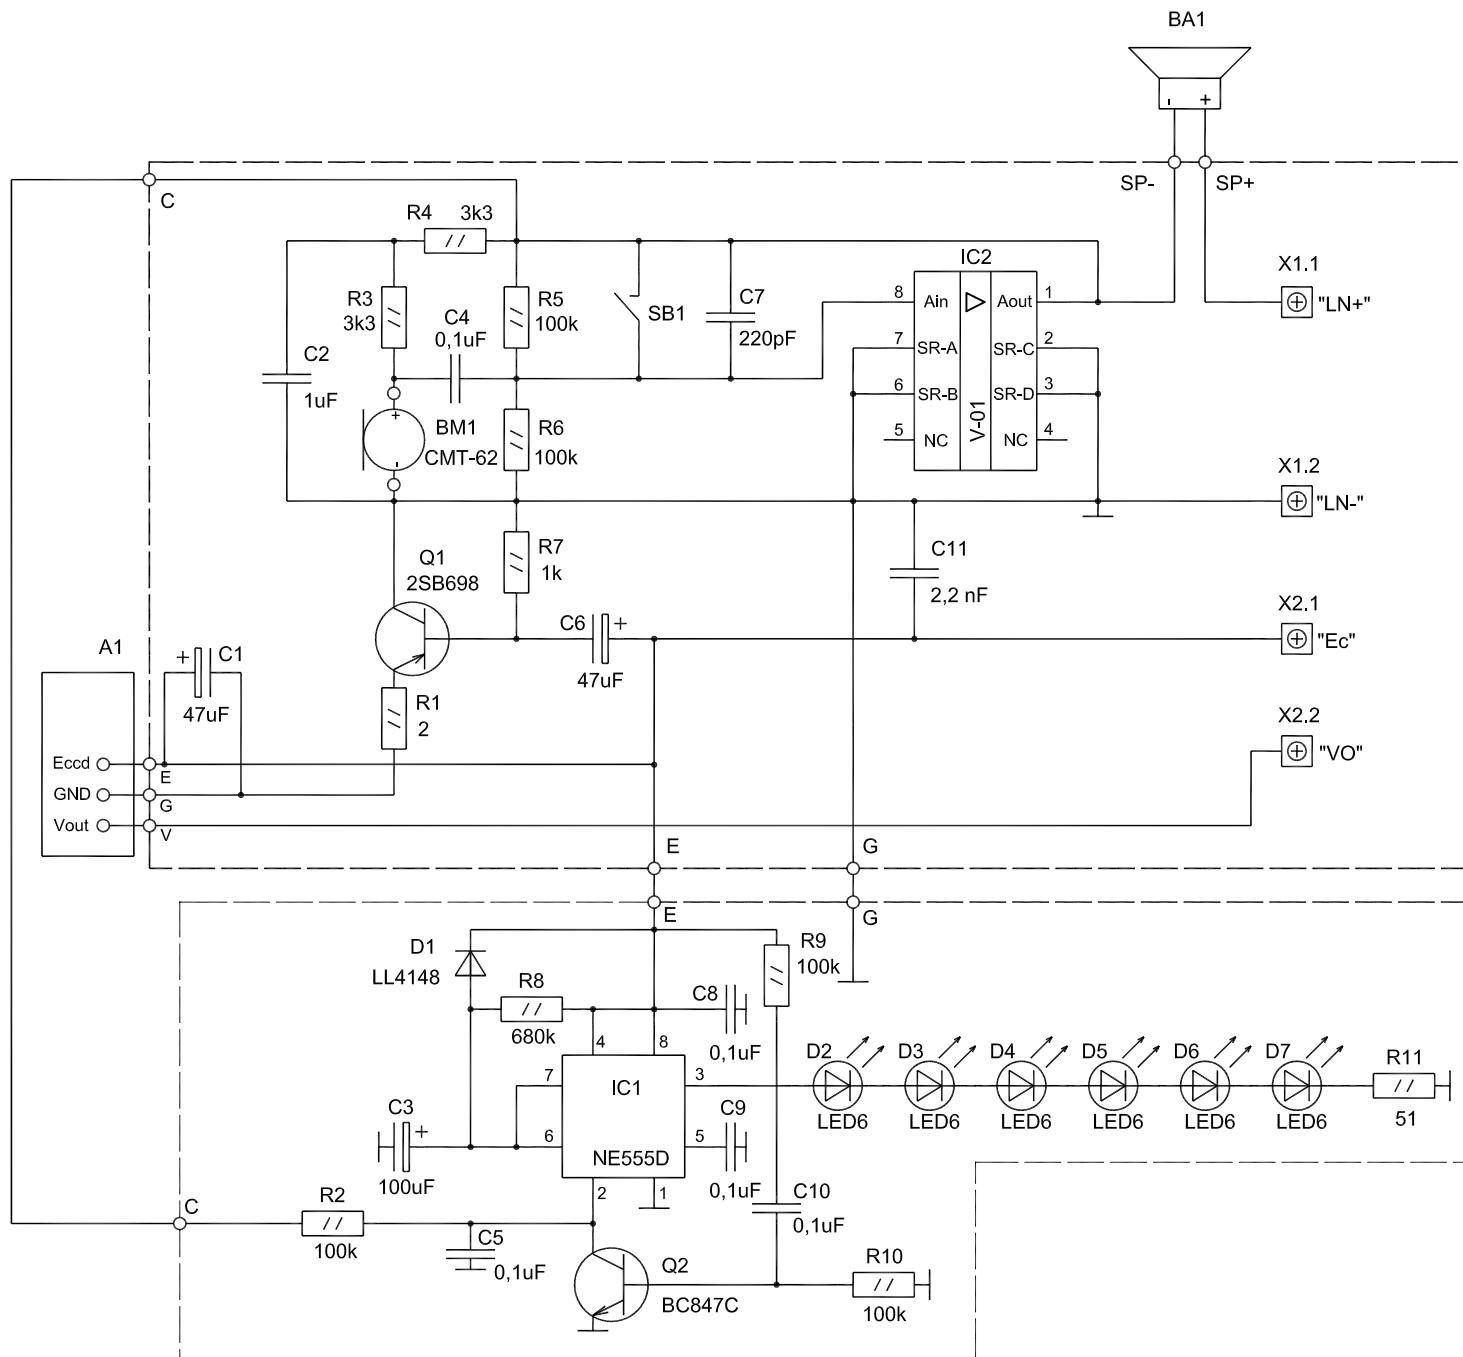 BA1
- +
SP- SP+
C
R4 3k3
IC2
X1.1
R3
3k3
C4
0,1uF
R5
100k
SB1
C7
220pF
8 Ain Aout 1
"LN+"
C2
1uF
7 SR-A SR-C 2
6 SR-B SR-D 3
V-01
5 NC NC 4
+
BM1
CMT-62
-
R6
100k
X1.2
"LN-"
Q1
2SB698
R7
1k
C11
2,2 nF
X2.1
A1
+ C1
47uF
C6 +
47uF
"Ec"
R1
2
X2.2
"VO"
Eccd E
GND G
Vout V
E G
E G
D1
LL4148
R9
100k
R8
680k
C8
0,1uF
4 8
D2 D3 D4 D5 D6 D7
R11
7 IC1 3
LED6 LED6 LED6 LED6 LED6 LED6
51
C3 +
100uF
6 NE555D 5
C9
0,1uF
2 1
C10
0,1uF
C
R2
100k
C5
0,1uF
Q2
BC847C
R10
100k